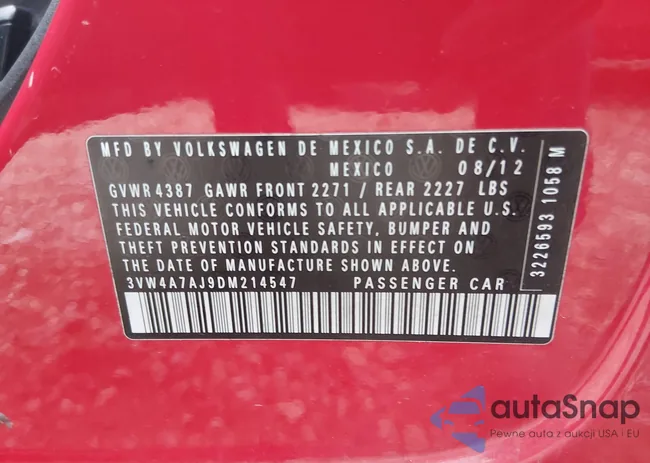 MFD BY VOLKSWAGEN DE MEXICO S.A. DE C.V.
MEXICO 08/12
GVWR 4387 GAWR FRONT 2271 / REAR 2227 LBS
THIS VEHICLE CONFORMS TO ALL APPLICABLE U.S.
FEDERAL MOTOR VEHICLE SAFETY, BUMPER AND
THEFT PREVENTION STANDARDS IN EFFECT ON
THE DATE OF MANUFACTURE SHOWN ABOVE.
3VW4A7AJ9DM214547 PASSENGER CAR
3226593 1058 M
autaSnap
Pewne auta z aukcji USA i EU